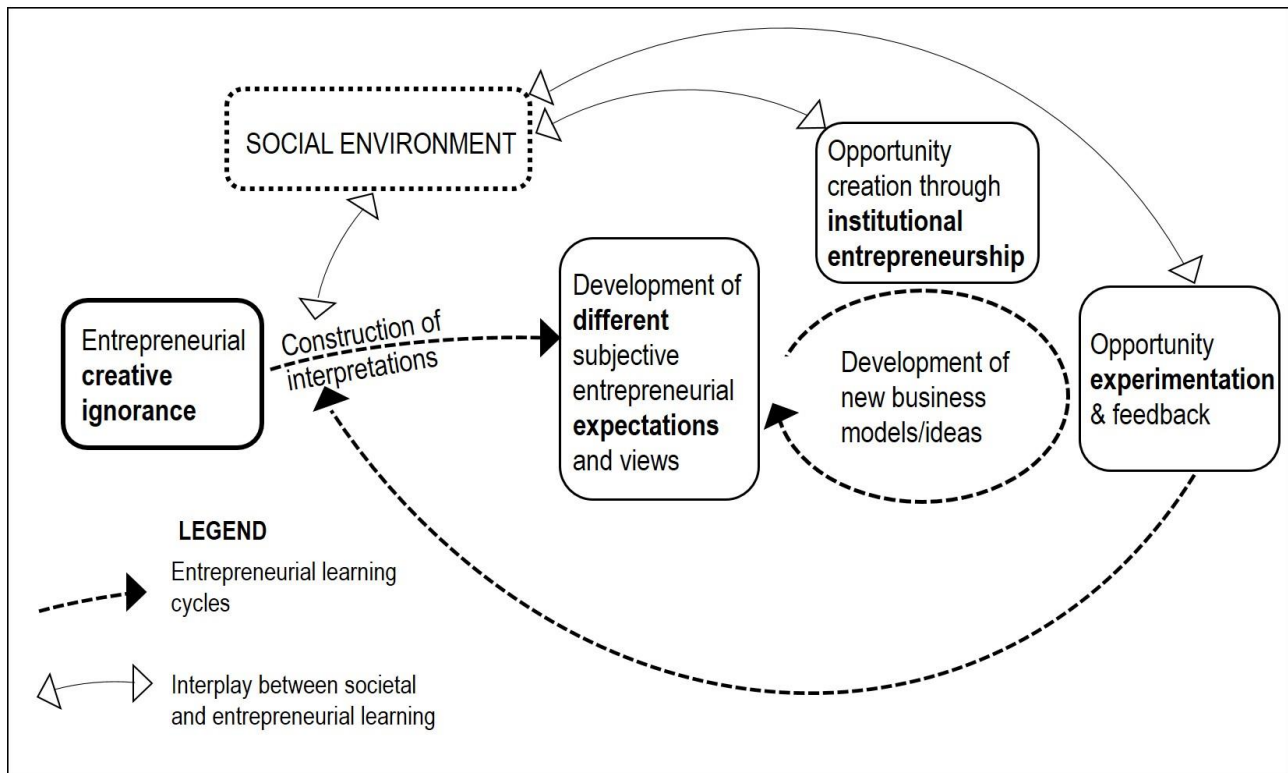 SOCIAL ENVIRONMENT
Opportunity
creation through
institutional
entrepreneurship
Entrepreneurial
creative
ignorance
Construction of
interpretations
Development of
different
subjective
entrepreneurial
expectations
and views
Development of
new business
models/ideas
Opportunity
experimentation
& feedback
LEGEND
Entrepreneurial learning
cycles
Interplay between societal
and entrepreneurial learning